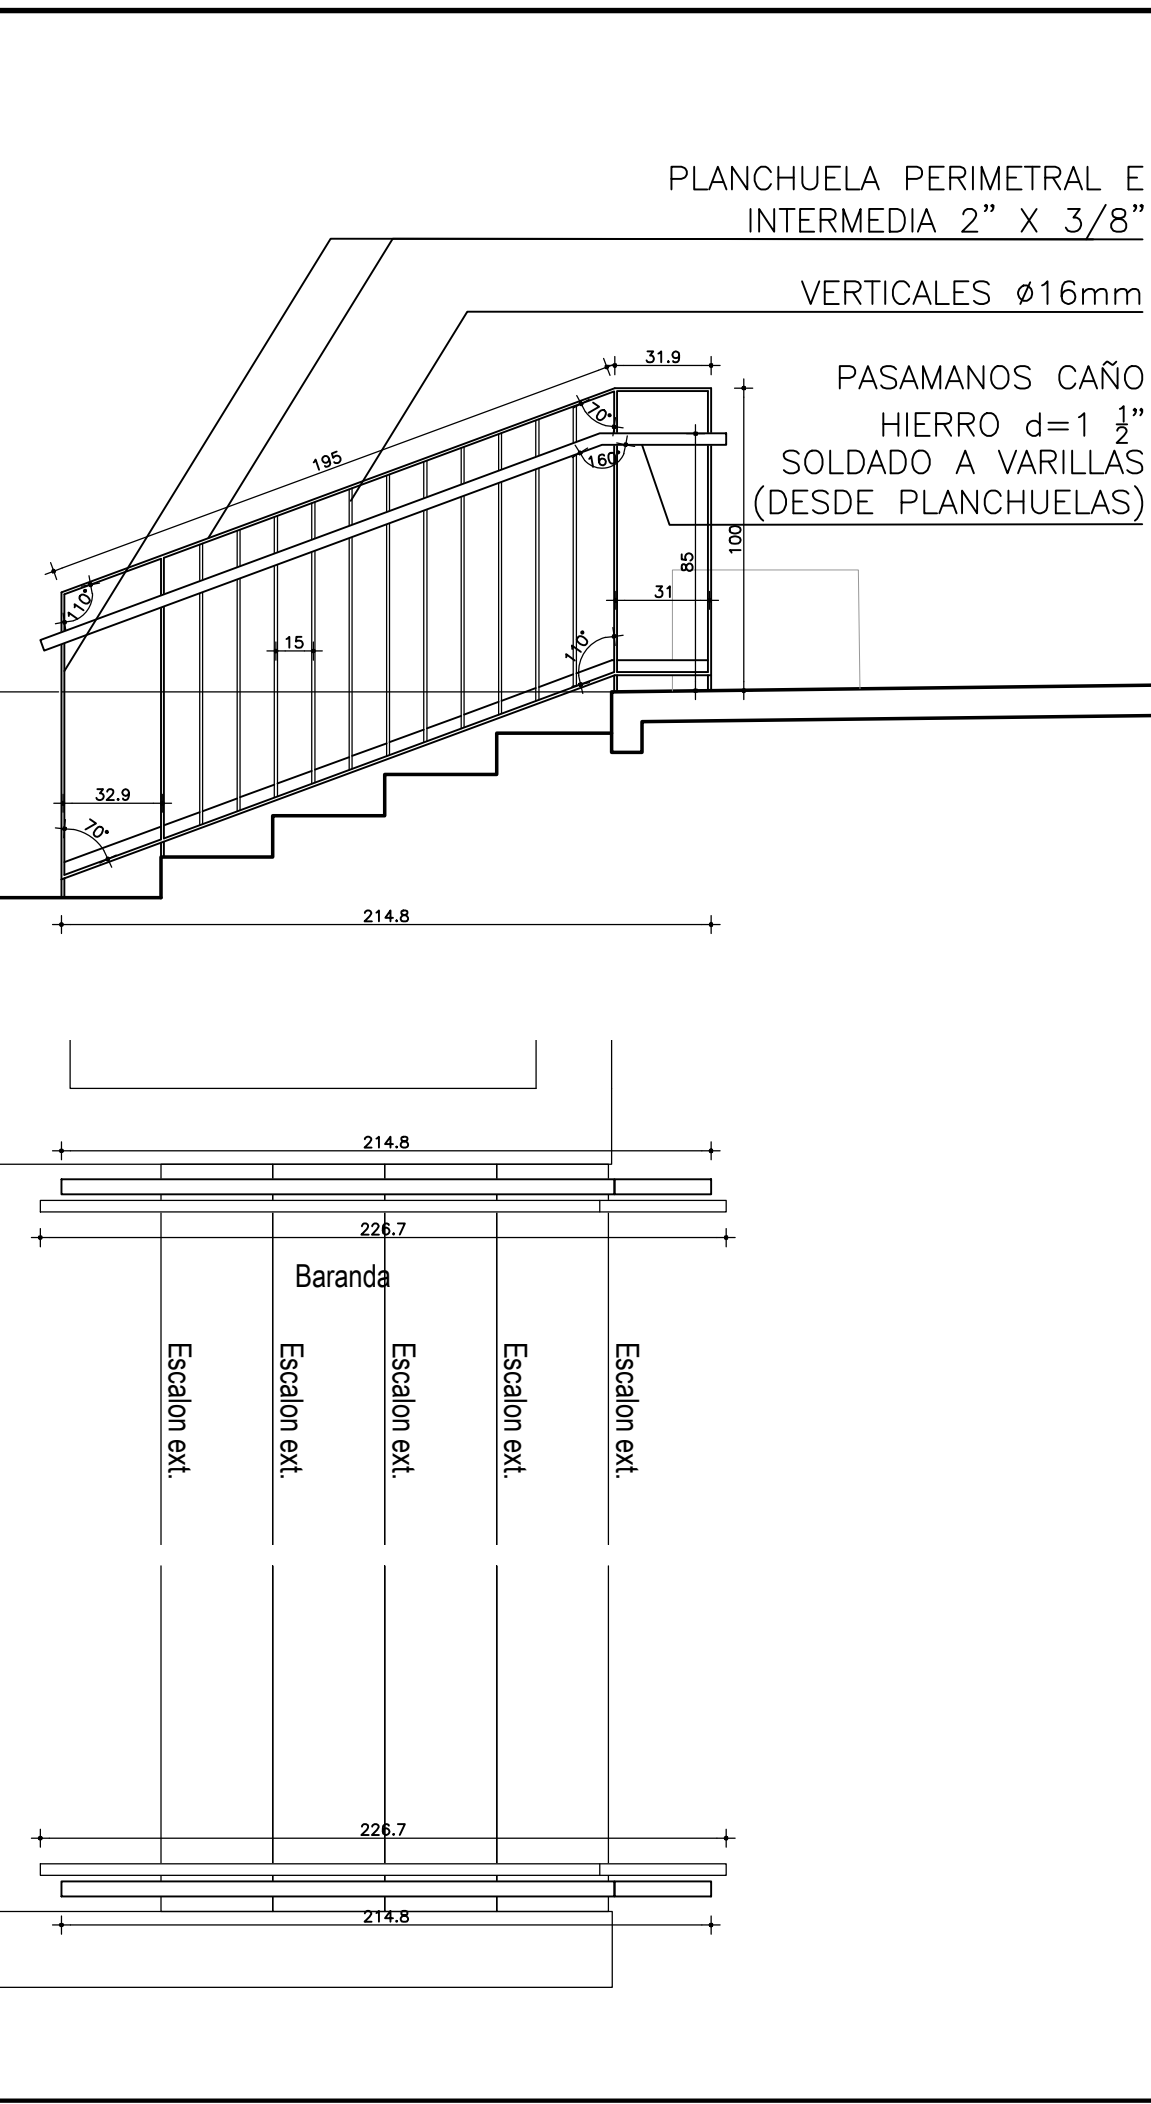 PLANCHUELA PERIMETRAL E
INTERMEDIA 2” X 3/8”
VERTICALES ø16mm
31.9
PASAMANOS CAÑO
HIERRO d=1 ½”
SOLDADO A VARILLAS
(DESDE PLANCHUELAS)
70°
160°
195
100
85
110°
31
15
110°
32.9
70°
214.8
214.8
226.7
Baranda
Escalon ext.
Escalon ext.
Escalon ext.
Escalon ext.
Escalon ext.
226.7
214.8